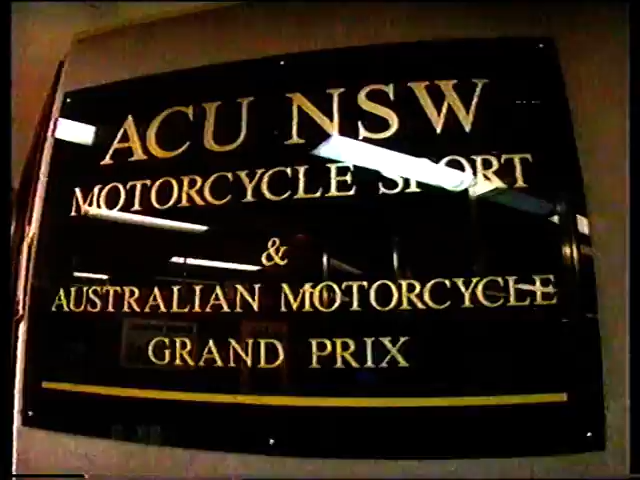 ACU NSW
MOTORCYCLE SPORT
&
AUSTRALIAN MOTORCYCLE
GRAND PRIX